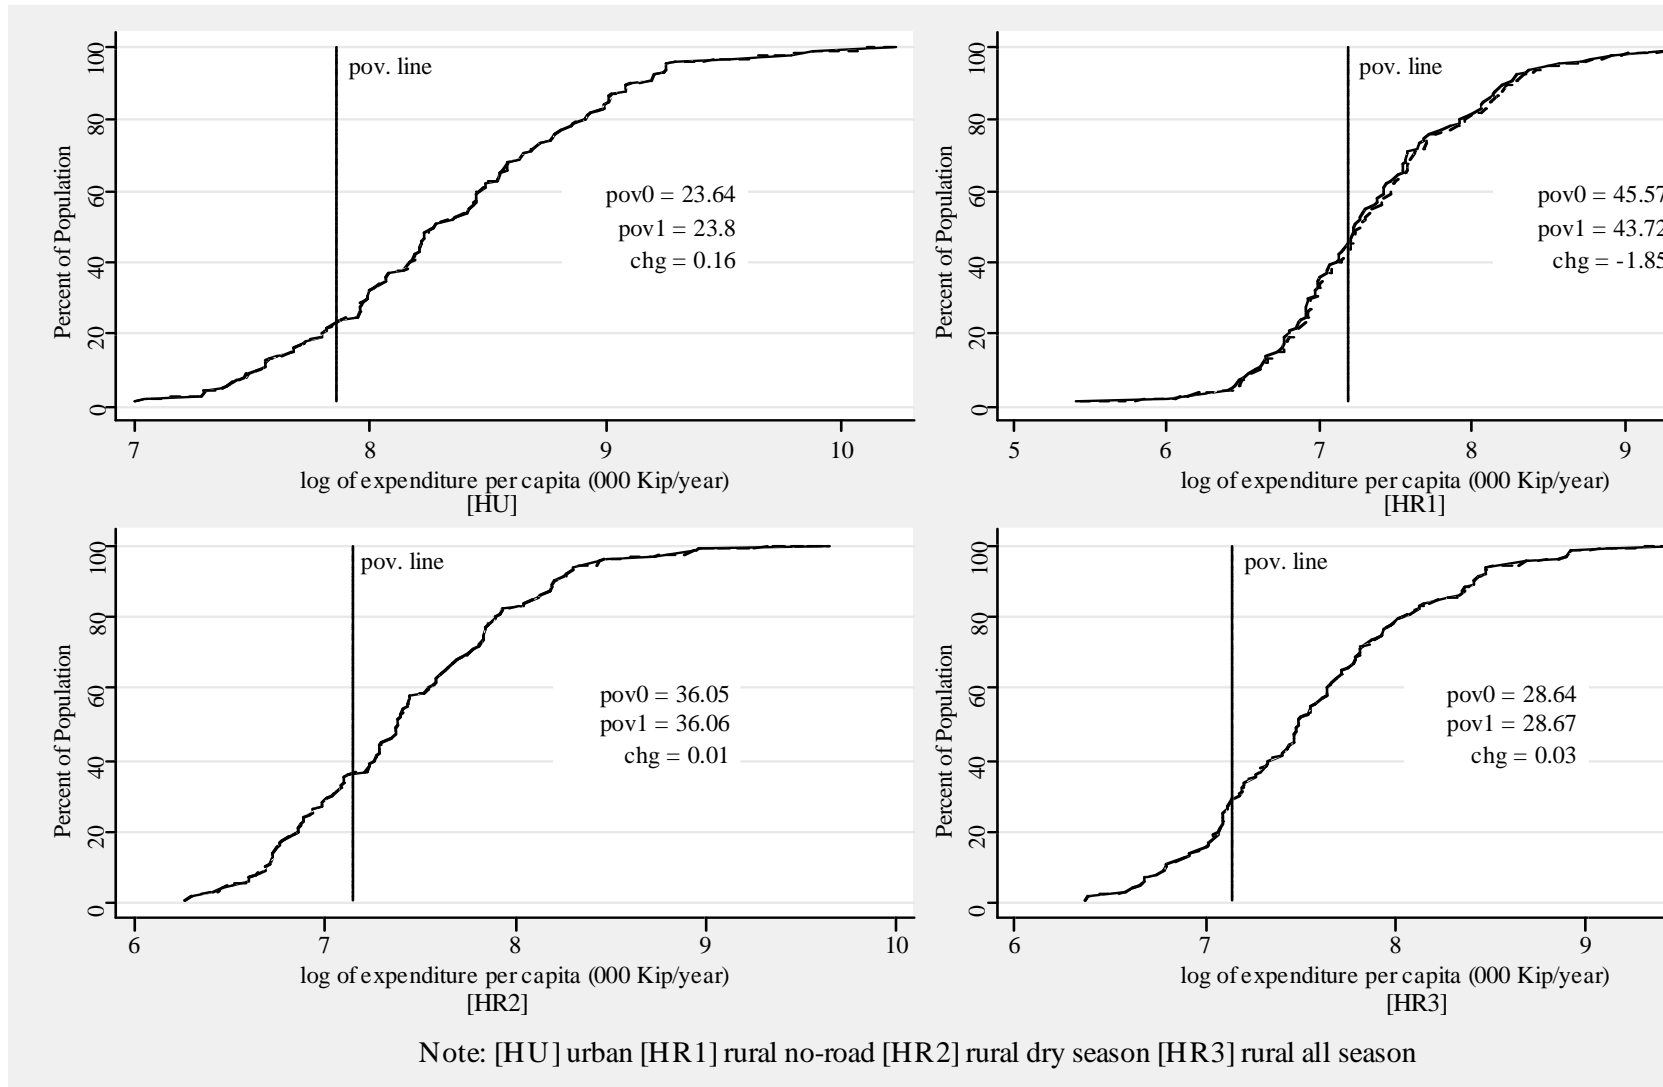 100
80
60
40
20
0
Percent of Population
pov. line
pov0 = 23.64
pov1 = 23.8
chg = 0.16
7 8 9 10
log of expenditure per capita (000 Kip/year)
[HU]
100
80
60
40
20
0
Percent of Population
pov. line
pov0 = 45.57
pov1 = 43.72
chg = -1.85
5 6 7 8 9
log of expenditure per capita (000 Kip/year)
[HR1]
100
80
60
40
20
0
Percent of Population
pov. line
pov0 = 36.05
pov1 = 36.06
chg = 0.01
6 7 8 9 10
log of expenditure per capita (000 Kip/year)
[HR2]
100
80
60
40
20
0
Percent of Population
pov. line
pov0 = 28.64
pov1 = 28.67
chg = 0.03
6 7 8 9
log of expenditure per capita (000 Kip/year)
[HR3]
Note: [HU] urban [HR1] rural no-road [HR2] rural dry season [HR3] rural all season